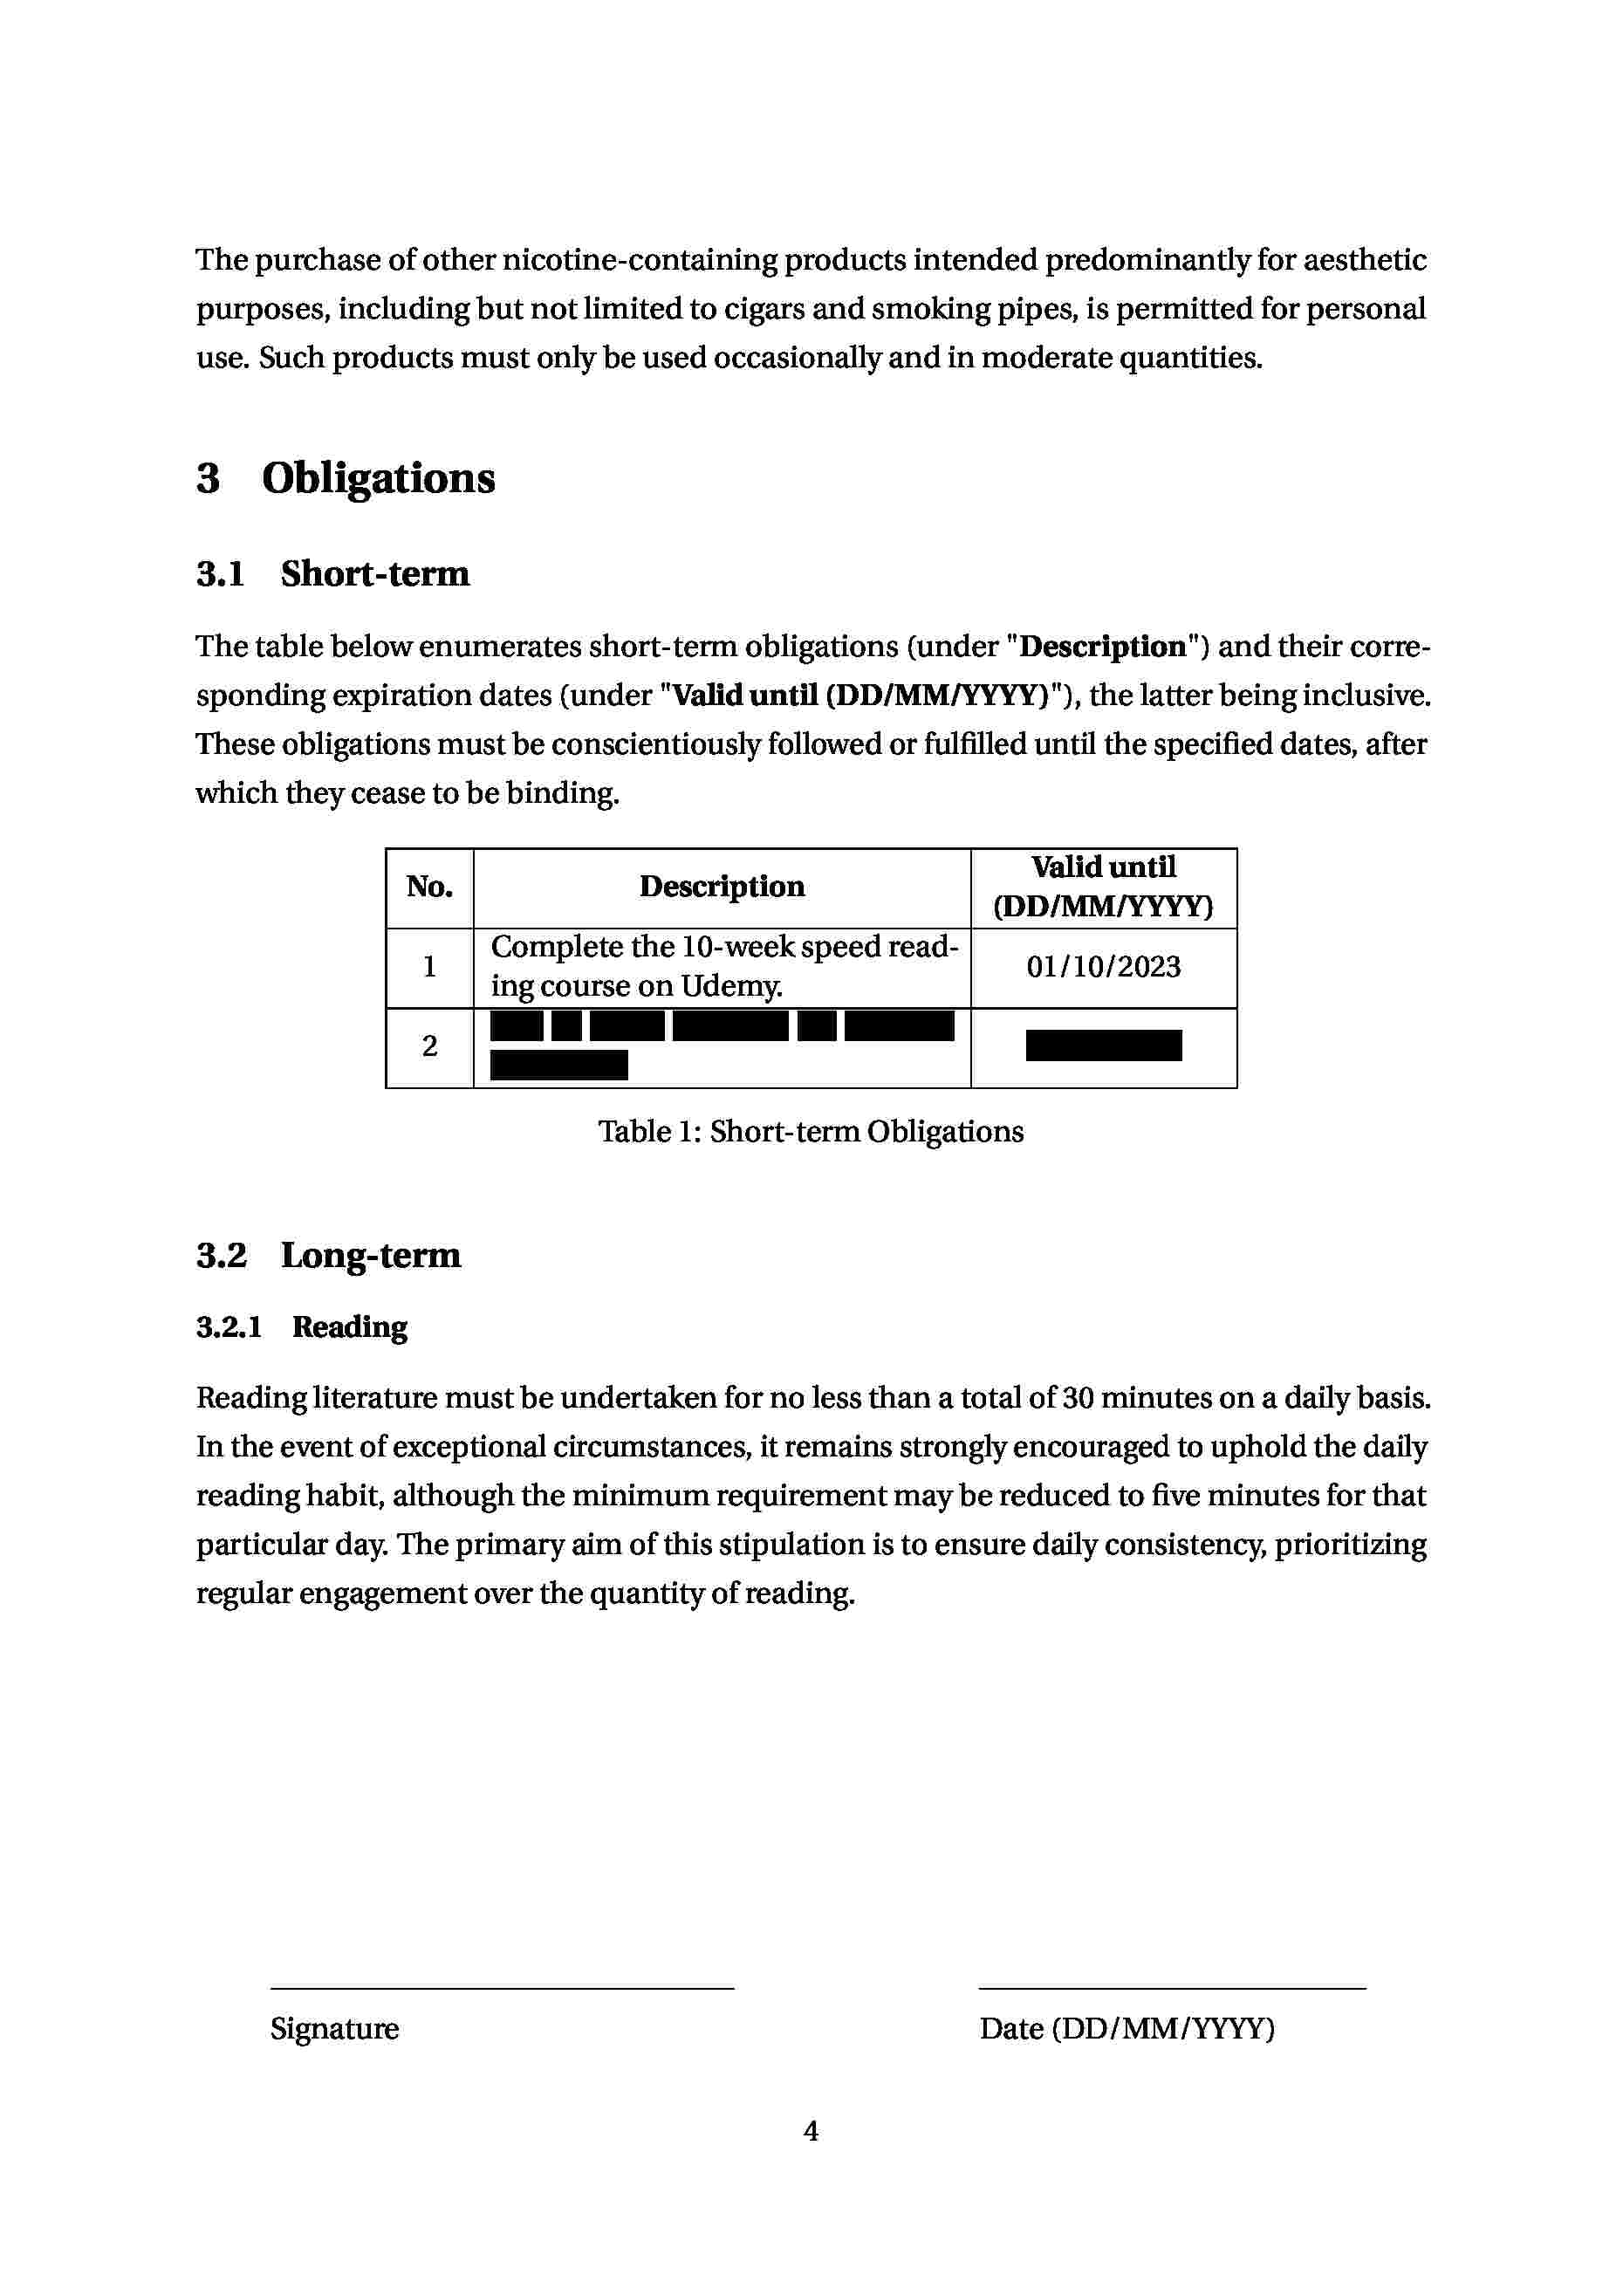 The purchase of other nicotine-containing products intended predominantly for aesthetic
purposes, including but not limited to cigars and smoking pipes, is permitted for personal
use. Such products must only be used occasionally and in moderate quantities.
3 Obligations
3.1 Short-term
The table below enumerates short-term obligations (under "Description") and their corre-
sponding expiration dates (under "Valid until (DD/MM/YYYY)"), the latter being inclusive.
These obligations must be conscientiously followed or fulfilled until the specified dates, after
which they cease to be binding.
No. Description Valid until
(DD/MM/YYYY)
1 Complete the 10-week speed read-
ing course on Udemy. 01/10/2023
2
Table 1: Short-term Obligations
3.2 Long-term
3.2.1 Reading
Reading literature must be undertaken for no less than a total of 30 minutes on a daily basis.
In the event of exceptional circumstances, it remains strongly encouraged to uphold the daily
reading habit, although the minimum requirement may be reduced to five minutes for that
particular day. The primary aim of this stipulation is to ensure daily consistency, prioritizing
regular engagement over the quantity of reading.
Signature Date (DD/MM/YYYY)
4